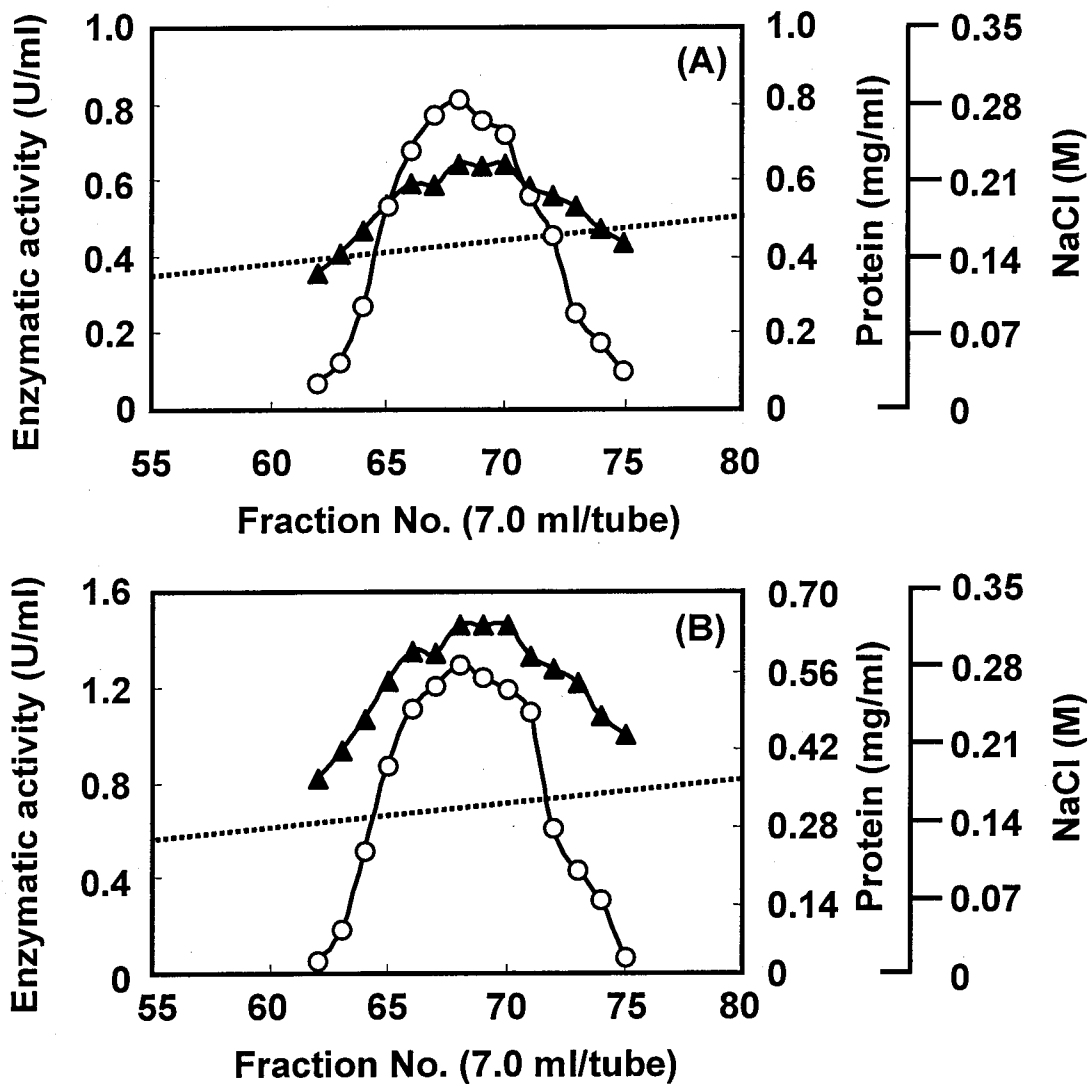 (A)
Enzymatic activity (U/ml)
1.0
0.8
0.6
0.4
0.2
0
1.0
0.8
0.6
0.4
0.2
0
Protein (mg/ml)
0.35
0.28
0.21
0.14
0.07
0
NaCl (M)
55 60 65 70 75 80
Fraction No. (7.0 ml/tube)
(B)
Enzymatic activity (U/ml)
1.6
1.2
0.8
0.4
0
0.70
0.56
0.42
0.28
0.14
0
Protein (mg/ml)
0.35
0.28
0.21
0.14
0.07
0
NaCl (M)
55 60 65 70 75 80
Fraction No. (7.0 ml/tube)